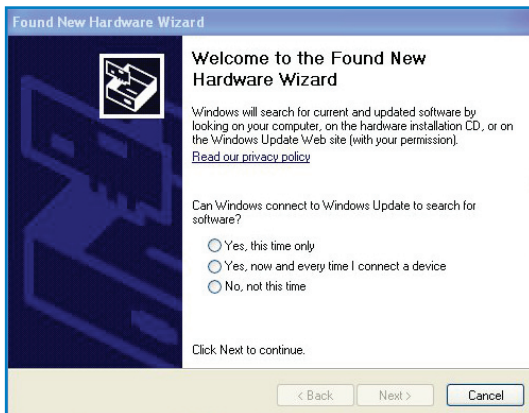 Found New Hardware Wizard
Welcome to the Found New
Hardware Wizard
Windows will search for current and updated software by
looking on your computer, on the hardware installation CD, or on
the Windows Update Web site (with your permission).
Read our privacy policy
Can Windows connect to Windows Update to search for
software?
Yes, this time only
Yes, now and every time I connect a device
No, not this time
Click Next to continue.
< Back Next > Cancel